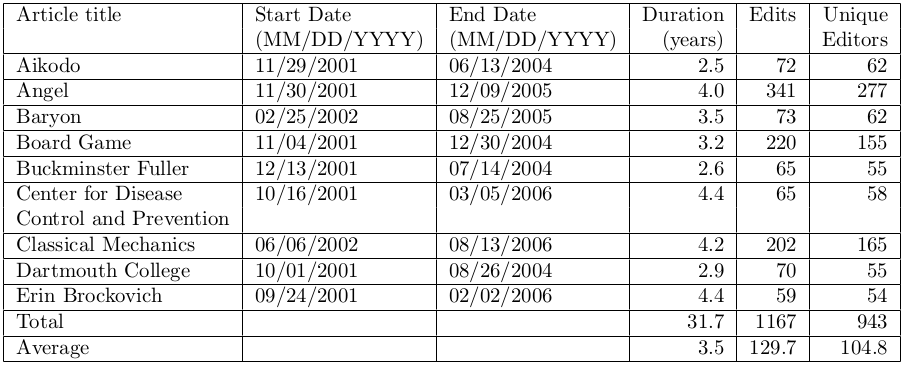 Article title Start Date End Date Duration Edits Unique
(MM/DD/YYYY) (MM/DD/YYYY) (years) Editors
Aikodo 11/29/2001 06/13/2004 2.5 72 62
Angel 11/30/2001 12/09/2005 4.0 341 277
Baryon 02/25/2002 08/25/2005 3.5 73 62
Board Game 11/04/2001 12/30/2004 3.2 220 155
Buckminster Fuller 12/13/2001 07/14/2004 2.6 65 55
Center for Disease 10/16/2001 03/05/2006 4.4 65 58
Control and Prevention
Classical Mechanics 06/06/2002 08/13/2006 4.2 202 165
Dartmouth College 10/01/2001 08/26/2004 2.9 70 55
Erin Brockovich 09/24/2001 02/02/2006 4.4 59 54
Total 31.7 1167 943
Average 3.5 129.7 104.8